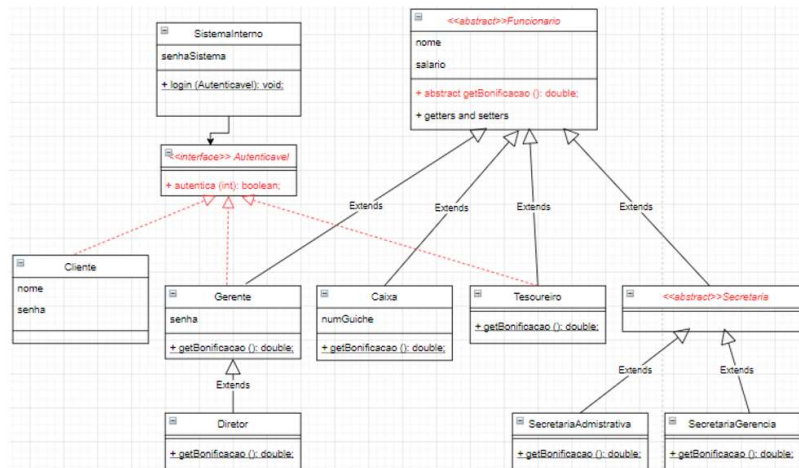 SistemaInterno
senhaSistema
+ login (Autenticavel): void;
<<abstract>>Funcionario
nome
salario
+ abstract getBonificacao (): double;
+ getters and setters
<<interface>> Autenticavel
+ autentica (int): boolean;
Extends
Extends
Extends
Extends
Cliente
nome
senha
Gerente
senha
+ getBonificacao (): double;
Caixa
numGuiche
+ getBonificacao (): double;
Tesoureiro
+ getBonificacao (): double;
<<abstract>>Secretaria
Extends
Extends
Extends
Diretor
+ getBonificacao (): double;
SecretariaAdmistrativa
+ getBonificacao (): double;
SecretariaGerencia
+ getBonificacao (): double;